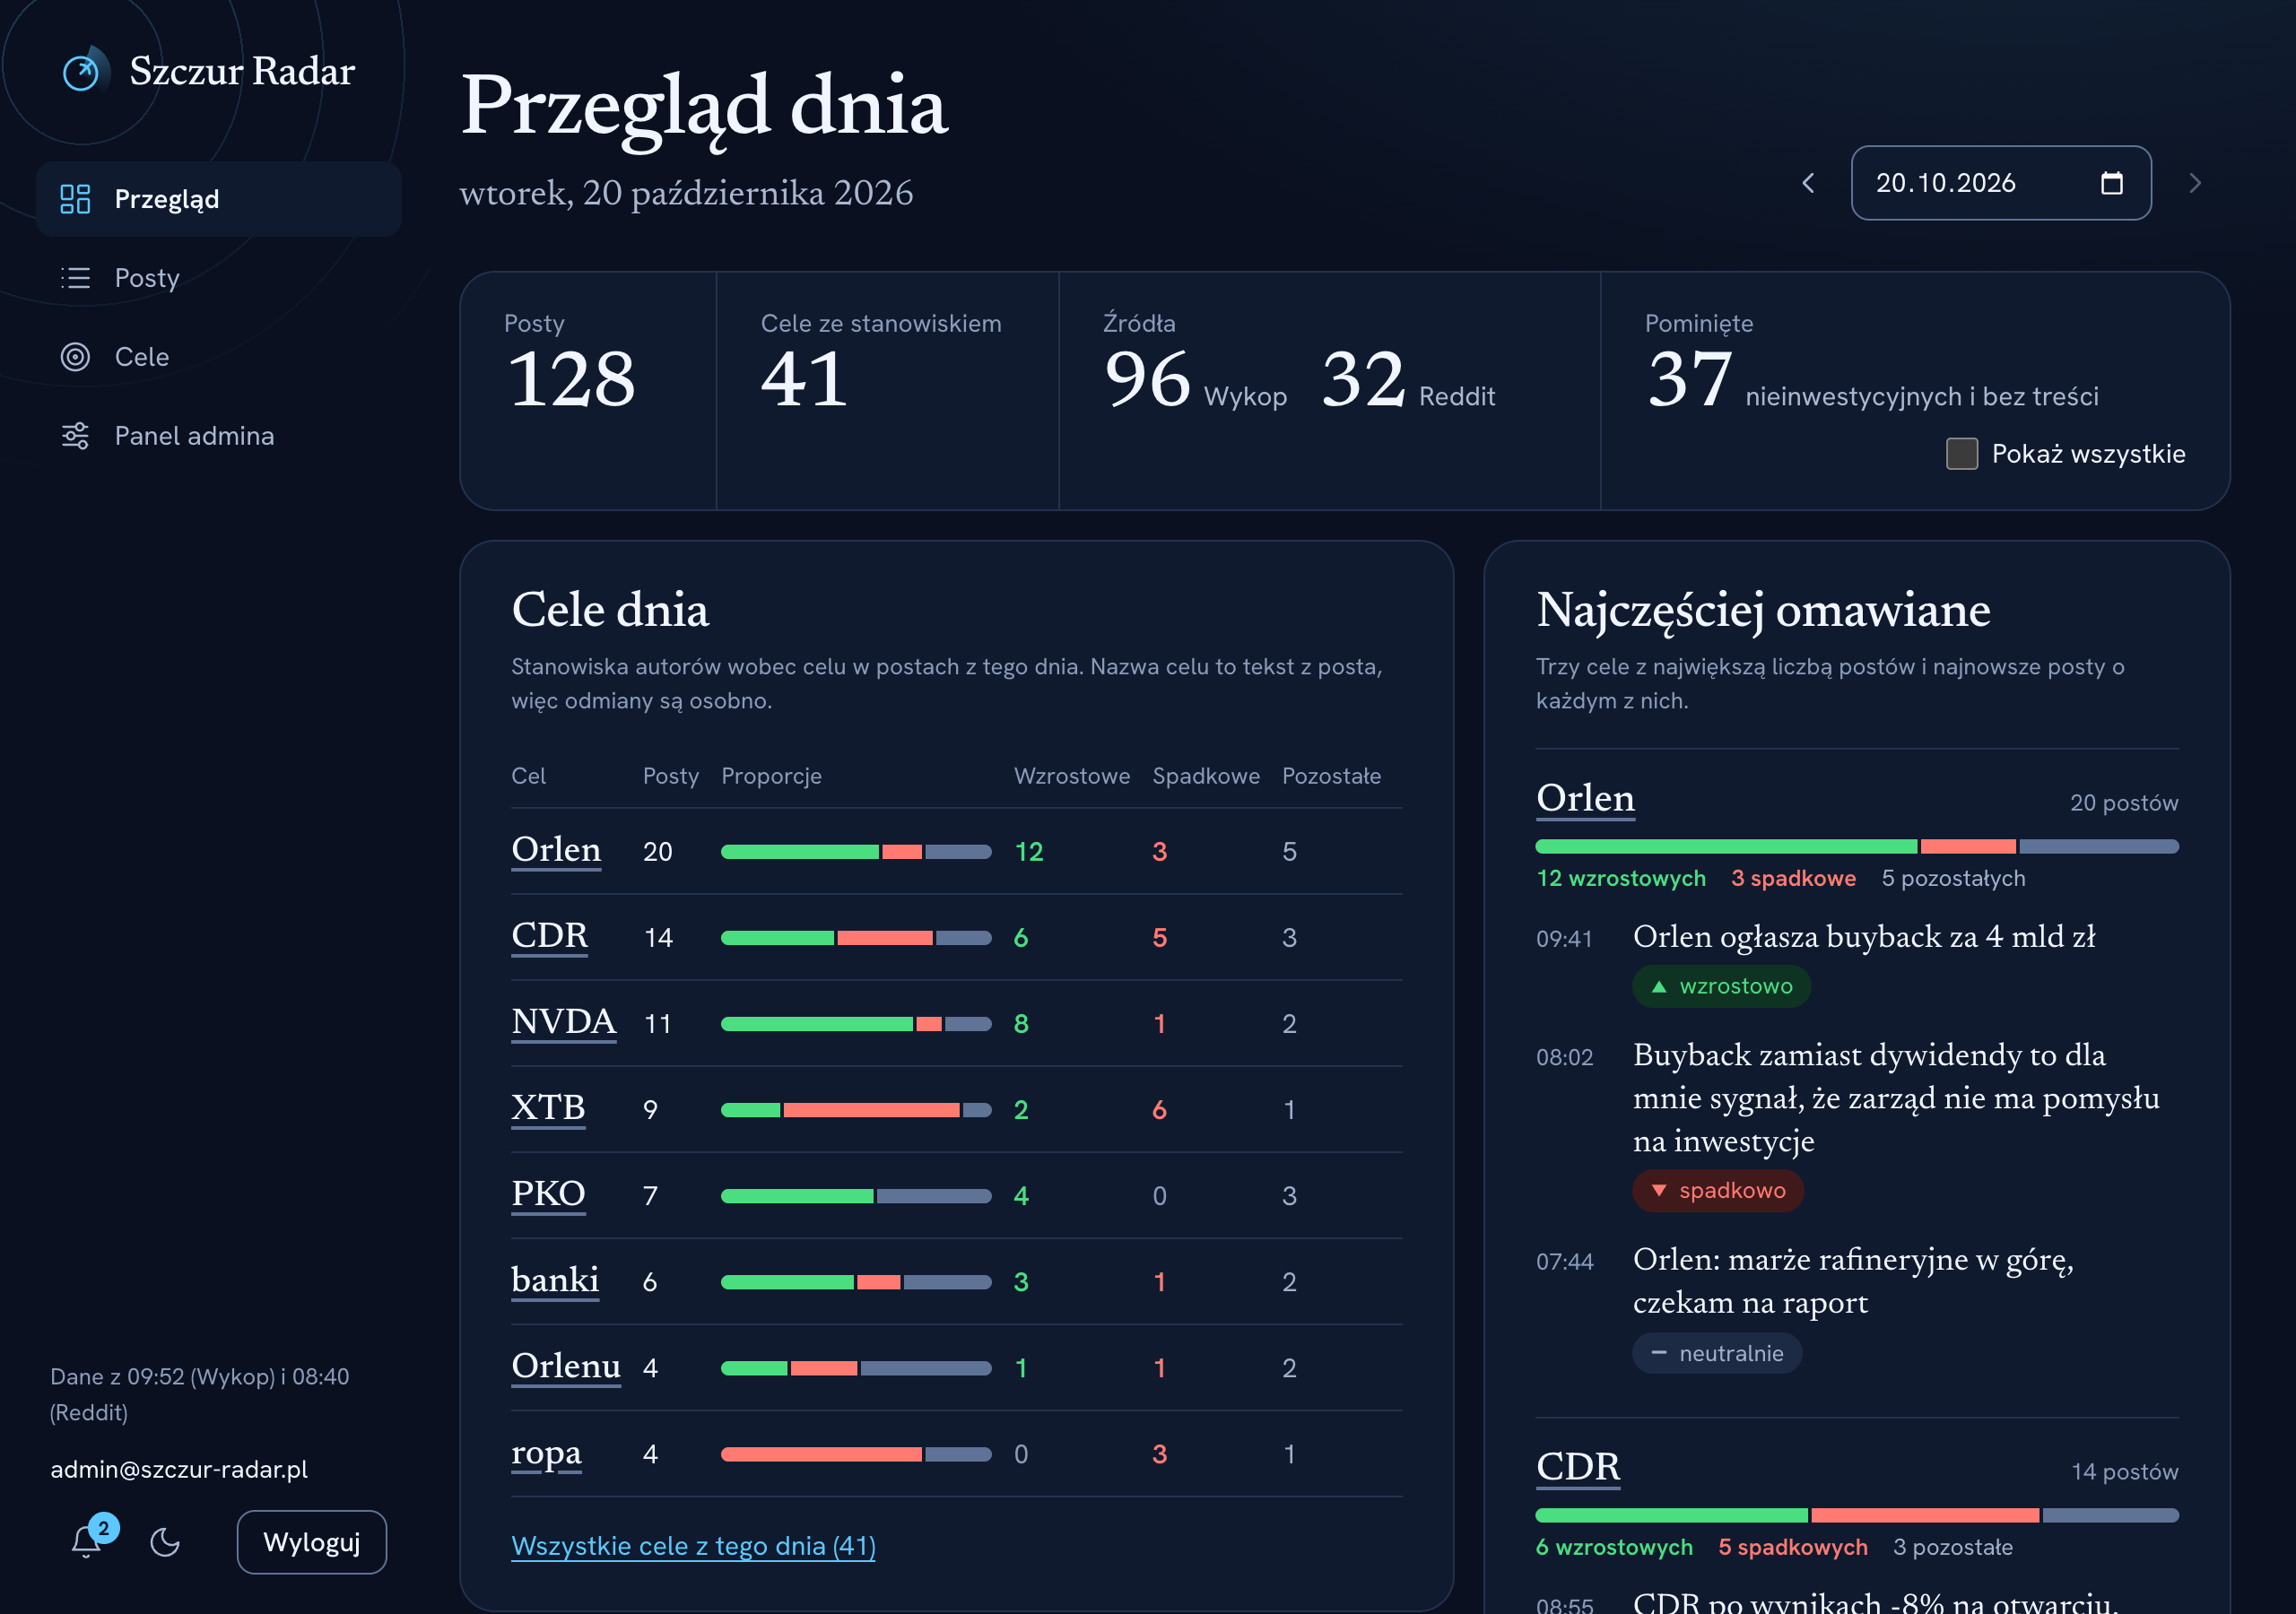 Szczur Radar
Przegląd
Posty
Cele
Panel admina
Dane z 09:52 (Wykop) i 08:40
(Reddit)
admin@szczur-radar.pl
2
Wyloguj
Przegląd dnia
wtorek, 20 października 2026
20.10.2026
Posty
128
Cele ze stanowiskiem
41
Źródła
96 Wykop 32 Reddit
Pominięte
37 nieinwestycyjnych i bez treści
Pokaż wszystkie
Cele dnia
Stanowiska autorów wobec celu w postach z tego dnia. Nazwa celu to tekst z posta,
więc odmiany są osobno.
Cel Posty Proporcje Wzrostowe Spadkowe Pozostałe
Orlen 20 12 3 5
CDR 14 6 5 3
NVDA 11 8 1 2
XTB 9 2 6 1
PKO 7 4 0 3
banki 6 3 1 2
Orlenu 4 1 1 2
ropa 4 0 3 1
Wszystkie cele z tego dnia (41)
Najczęściej omawiane
Trzy cele z największą liczbą postów i najnowsze posty o
każdym z nich.
Orlen 20 postów
12 wzrostowych 3 spadkowe 5 pozostałych
09:41 Orlen ogłasza buyback za 4 mld zł
wzrostowo
08:02 Buyback zamiast dywidendy to dla
mnie sygnał, że zarząd nie ma pomysłu
na inwestycje
spadkowo
07:44 Orlen: marże rafineryjne w górę,
czekam na raport
neutralnie
CDR 14 postów
6 wzrostowych 5 spadkowych 3 pozostałe
08:55 CDR po wynikach -8% na otwarciu,